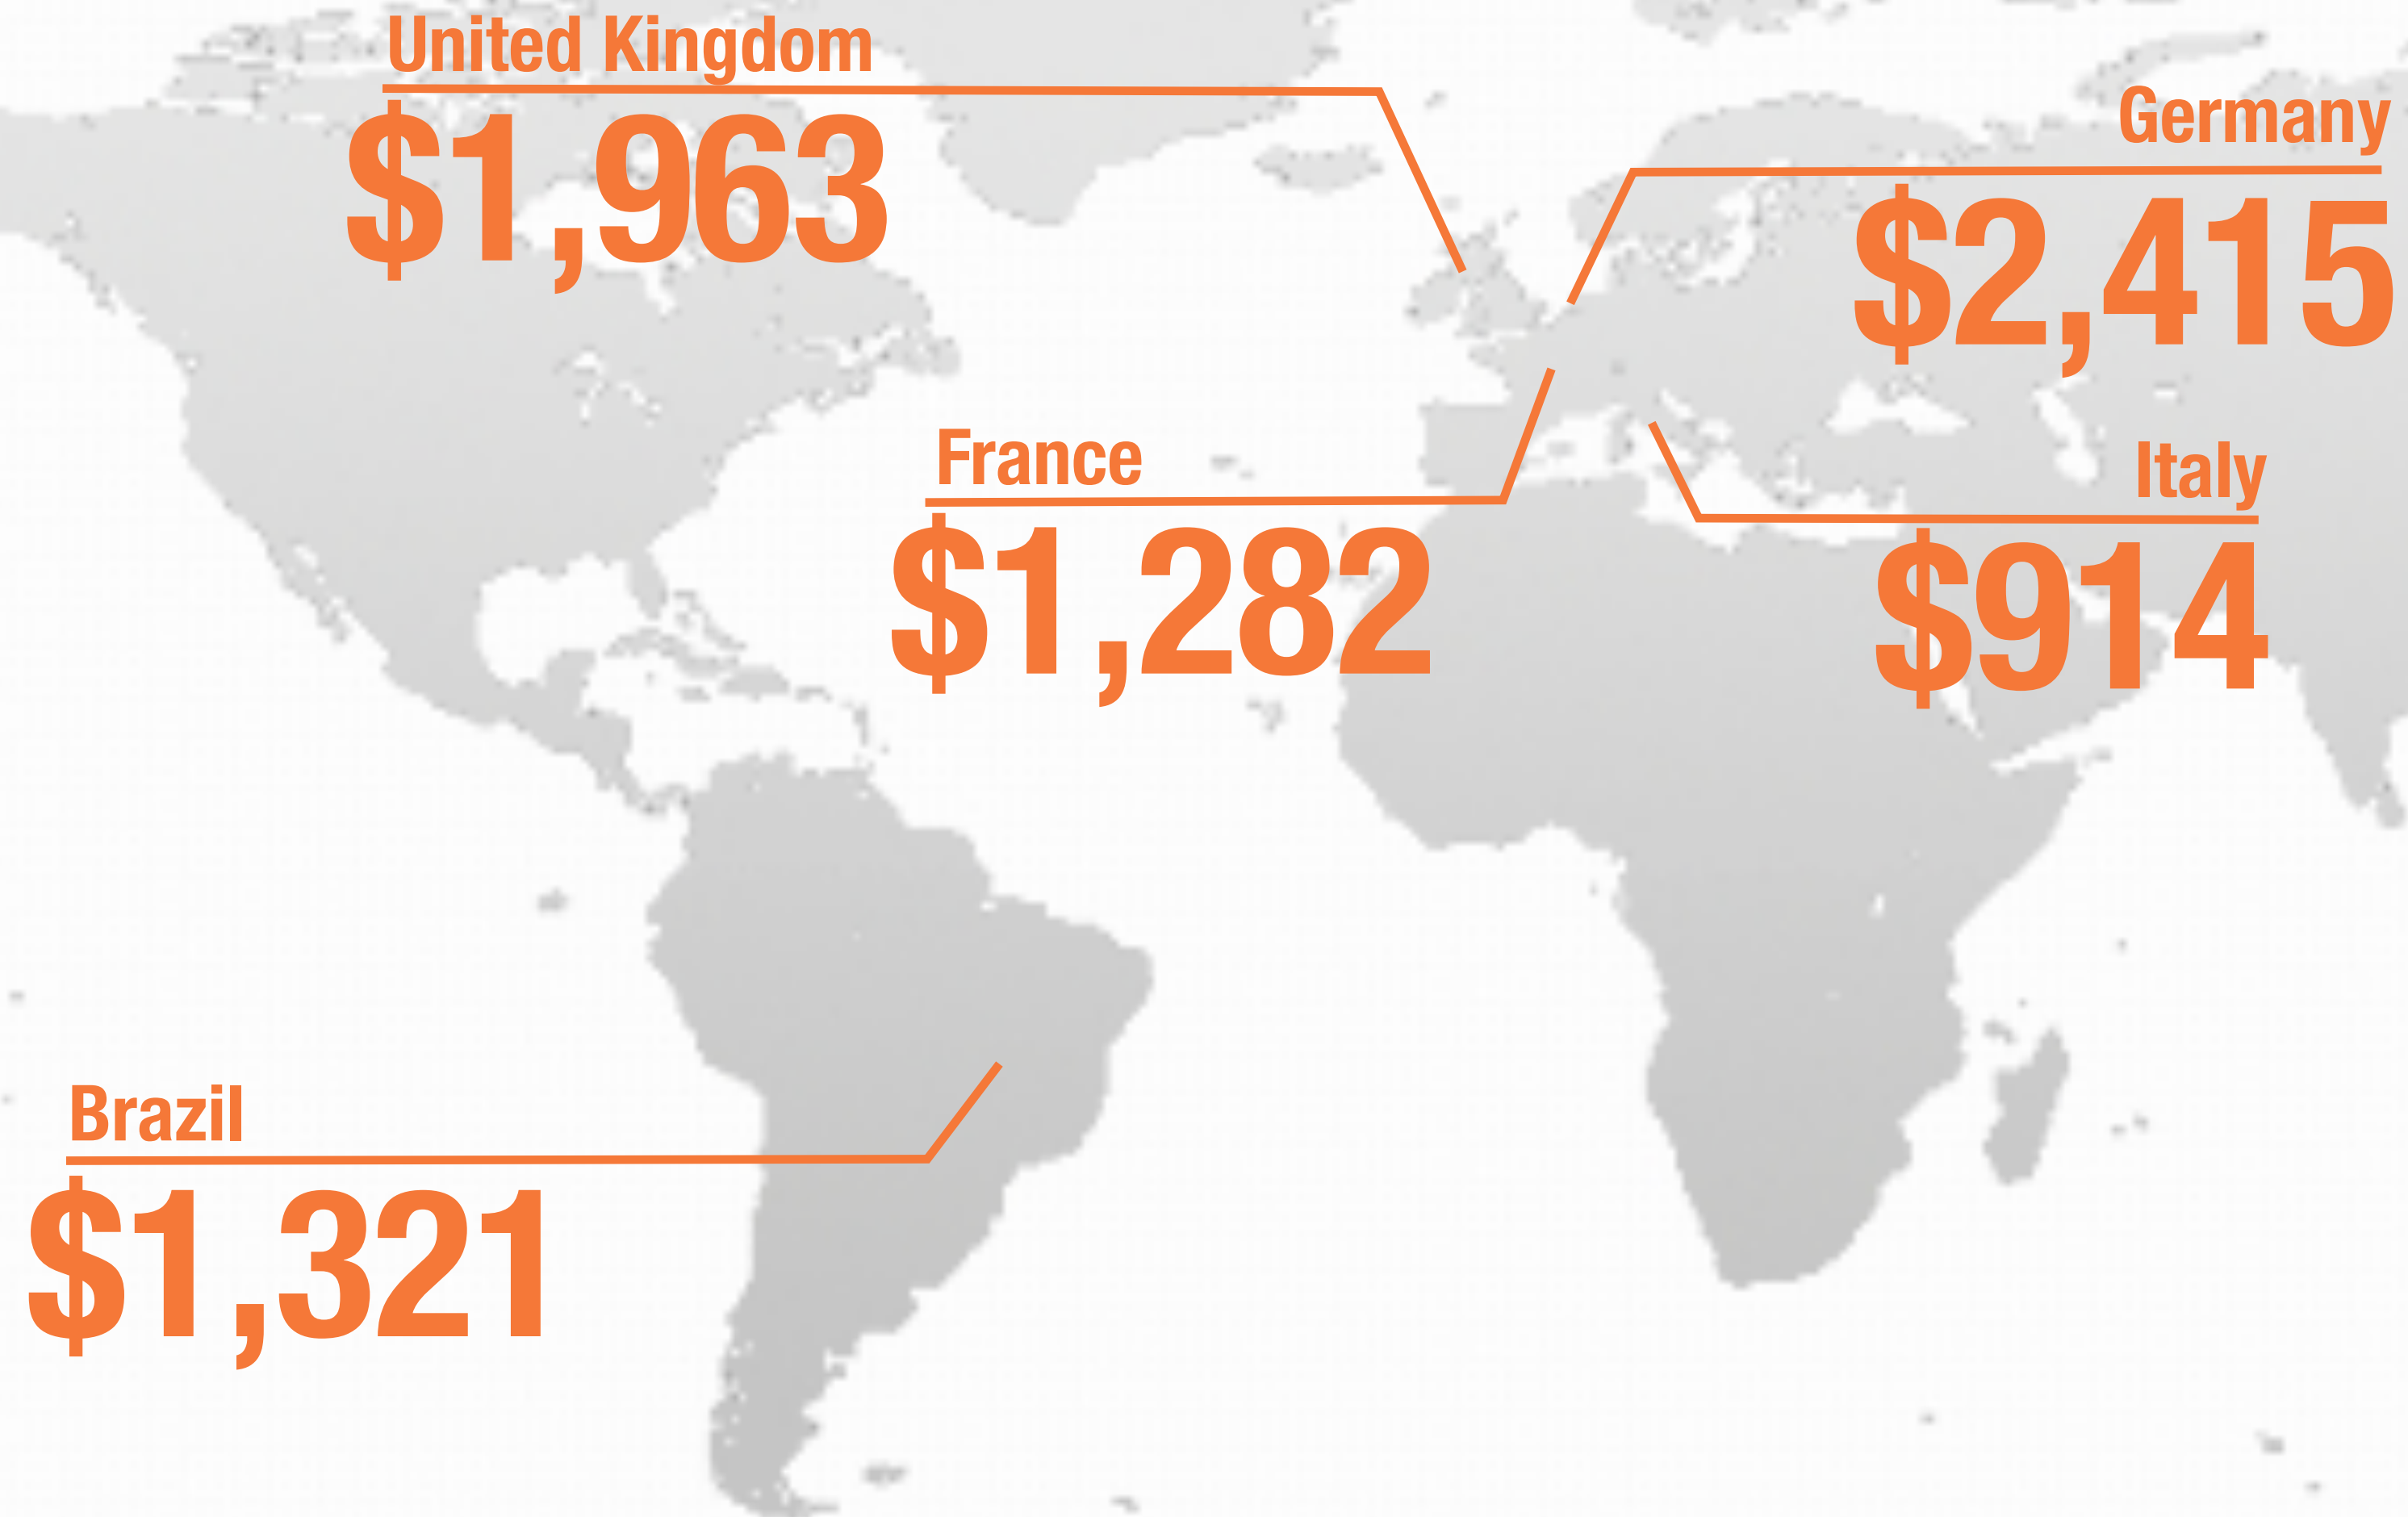 United Kingdom
$1,963
Germany
$2,415
France
$1,282
Italy
$914
Brazil
$1,321